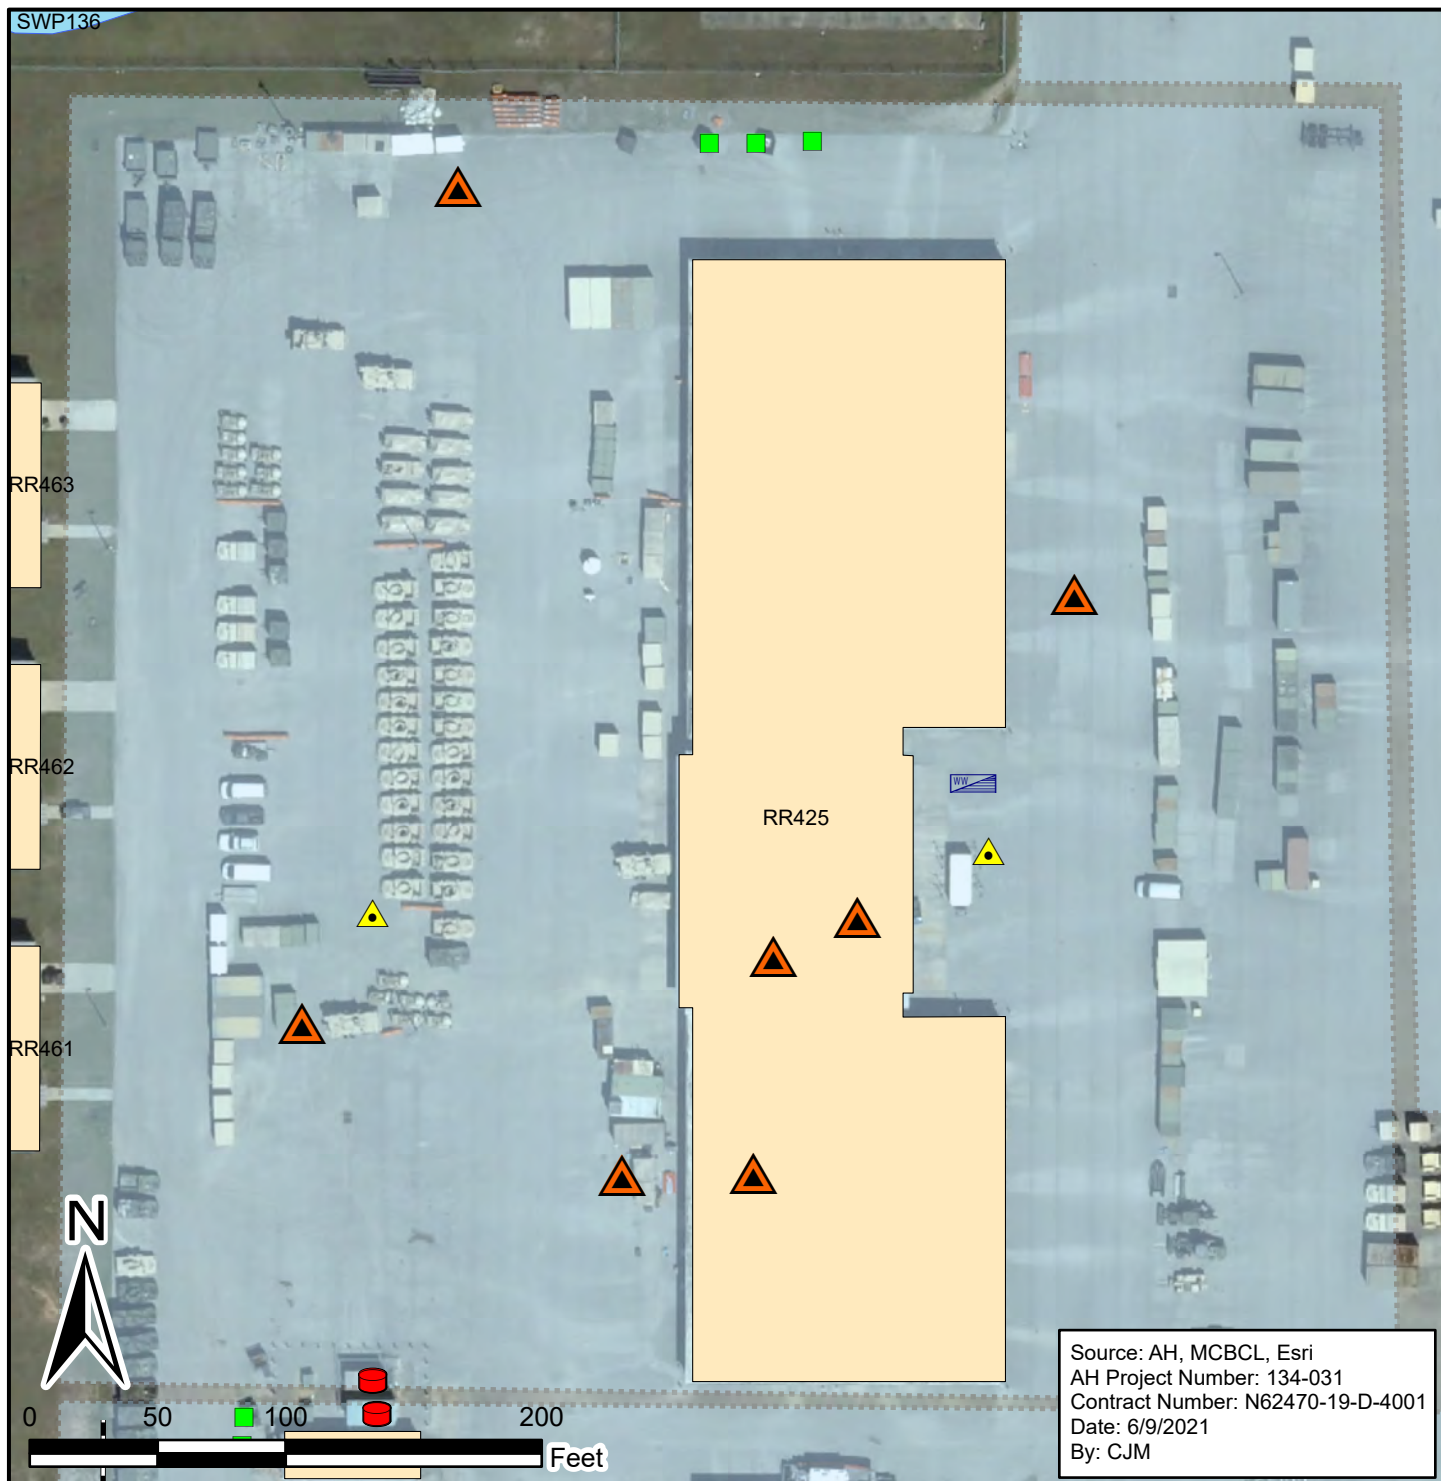 SWP136
RR463
RR462
WW
RR425
RR461
N
0 50 100 200
Feet
Source: AH, MCBCL, Esri
AH Project Number: 134-031
Contract Number: N62470-19-D-4001
Date: 6/9/2021
By: CJM